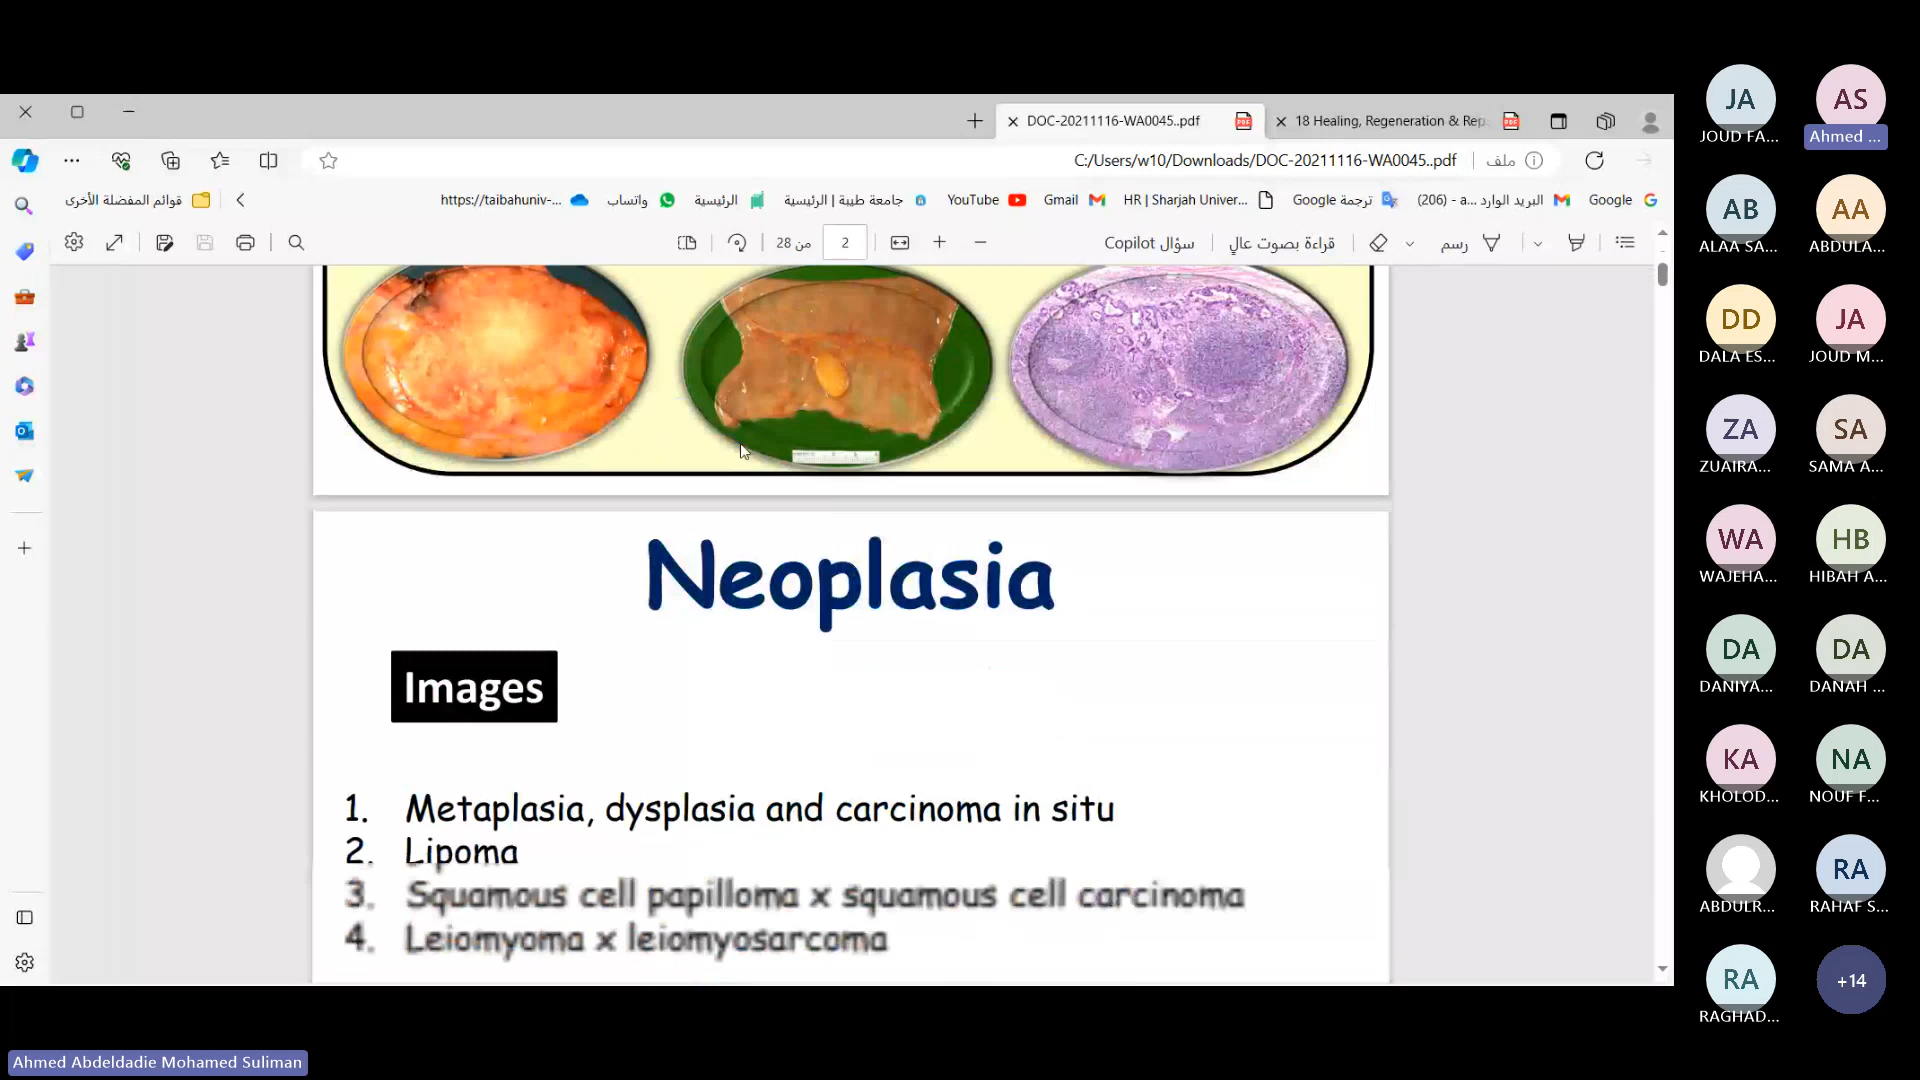 DOC-20211116-WA0045..pdf
18 Healing, Regeneration & Rep
C:/Users/w10/Downloads/DOC-20211116-WA0045..pdf
ملف
Google
البريد الوارد (206) - a...
ترجمة Google
HR | Sharjah Univer...
Gmail
YouTube
جامعة طيبة | الرئيسية
الرئيسية
واتساب
https://taibahuniv-...
قوائم المفضلة الأخرى
رسم
قراءة بصوت عالٍ
سؤال Copilot
2
من 28
Neoplasia
Images
1. Metaplasia, dysplasia and carcinoma in situ
2. Lipoma
3. Squamous cell papilloma x squamous cell carcinoma
4. Leiomyoma x leiomyosarcoma
JA
JOUD FA...
AS
Ahmed ...
AB
ALAA SA...
AA
ABDULA...
DD
DALA ES...
JA
JOUD M...
ZA
ZUAIRA...
SA
SAMA A...
WA
WAJEHA...
HB
HIBAH A...
DA
DANIYA...
DA
DANAH ...
KA
KHOLOD...
NA
NOUF F...
ABDULR...
RA
RAHAF S...
RA
RAGHAD...
+14
Ahmed Abdeldadie Mohamed Suliman